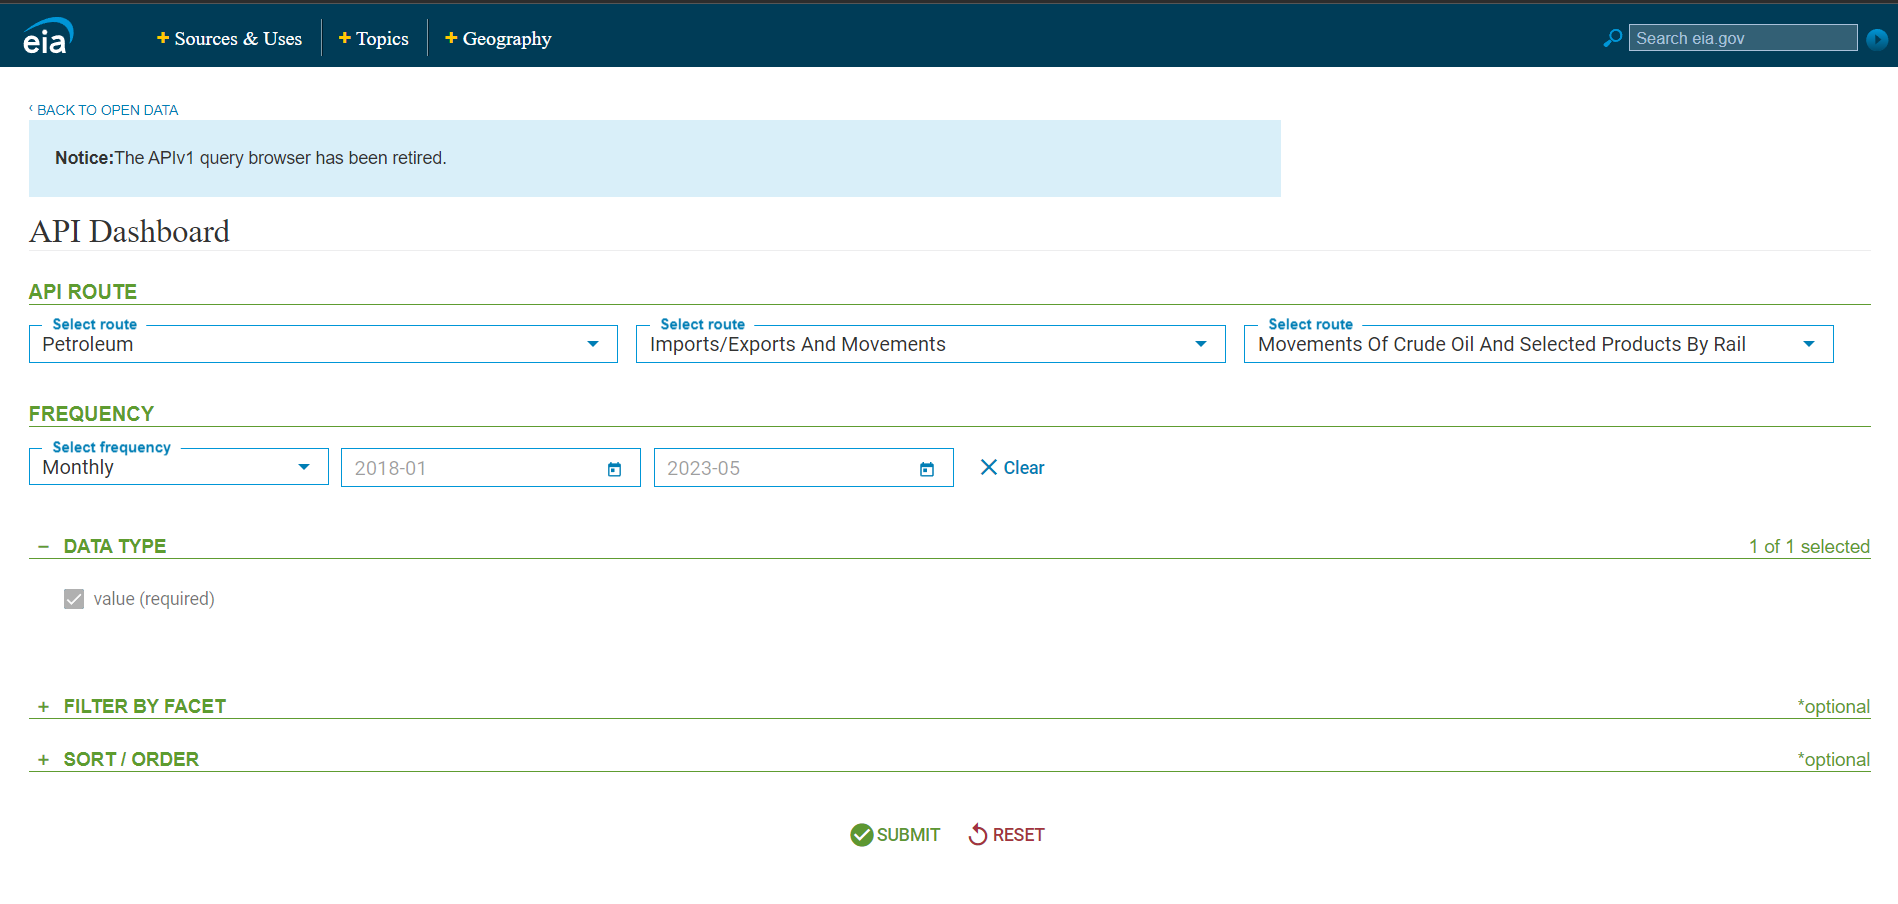 eia
+ Sources & Uses
+ Topics
+ Geography
Search eia.gov
‹ BACK TO OPEN DATA
Notice:The APIv1 query browser has been retired.
API Dashboard
API ROUTE
Select route
Petroleum
Select route
Imports/Exports And Movements
Select route
Movements Of Crude Oil And Selected Products By Rail
FREQUENCY
Select frequency
Monthly
2018-01
2023-05
Clear
− DATA TYPE
1 of 1 selected
value (required)
+ FILTER BY FACET
*optional
+ SORT / ORDER
*optional
SUBMIT
RESET